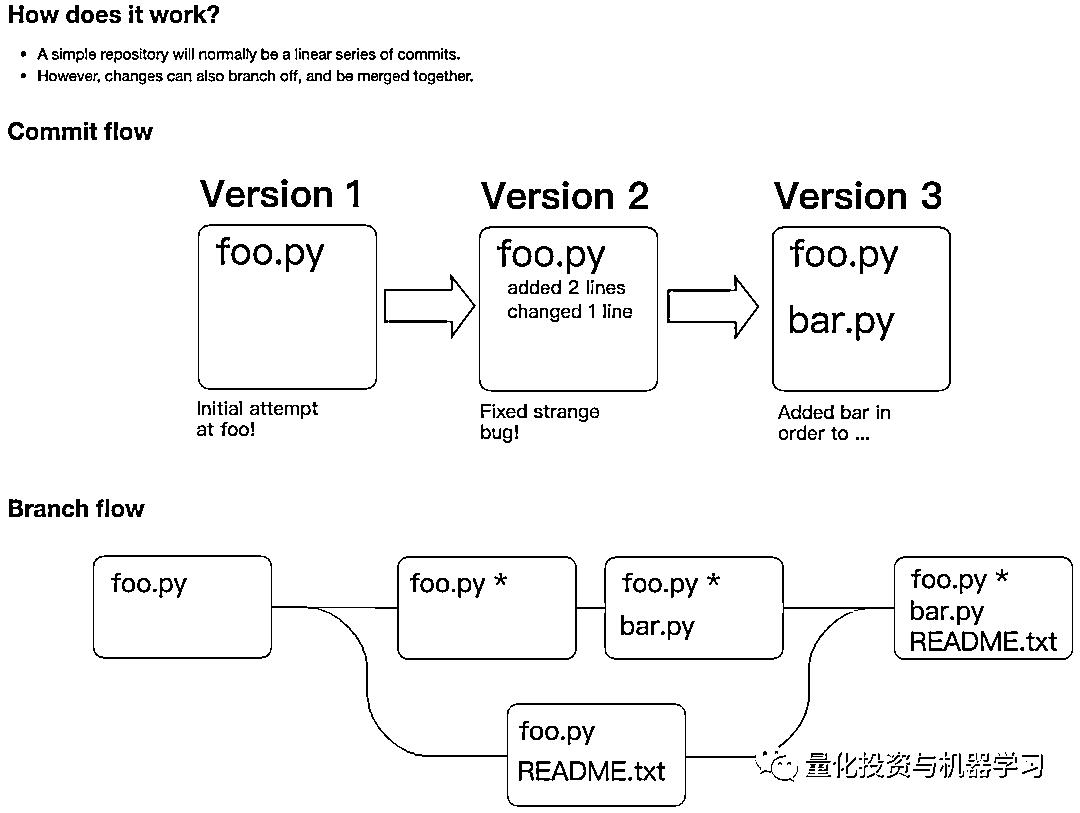 How does it work?
• A simple repository will normally be a linear series of commits.
• However, changes can also branch off, and be merged together.
Commit flow
Version 1
foo.py
Initial attempt
at foo!
Version 2
foo.py
added 2 lines
changed 1 line
Fixed strange
bug!
Version 3
foo.py
bar.py
Added bar in
order to ...
Branch flow
foo.py
foo.py *
foo.py *
bar.py
foo.py *
bar.py
README.txt
foo.py
README.txt
量化投资与机器学习